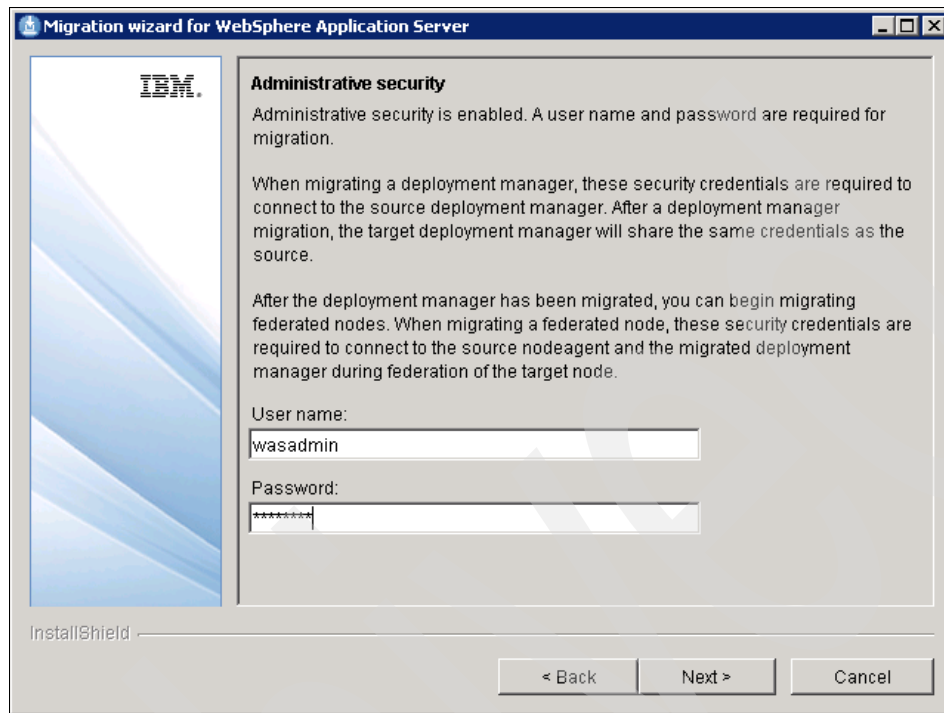 Migration wizard for WebSphere Application Server
IBM.
Administrative security
Administrative security is enabled. A user name and password are required for
migration.
When migrating a deployment manager, these security credentials are required to
connect to the source deployment manager. After a deployment manager
migration, the target deployment manager will share the same credentials as the
source.
After the deployment manager has been migrated, you can begin migrating
federated nodes. When migrating a federated node, these security credentials are
required to connect to the source nodeagent and the migrated deployment
manager during federation of the target node.
User name:
wasadmin
Password:
********
InstallShield
< Back
Next >
Cancel